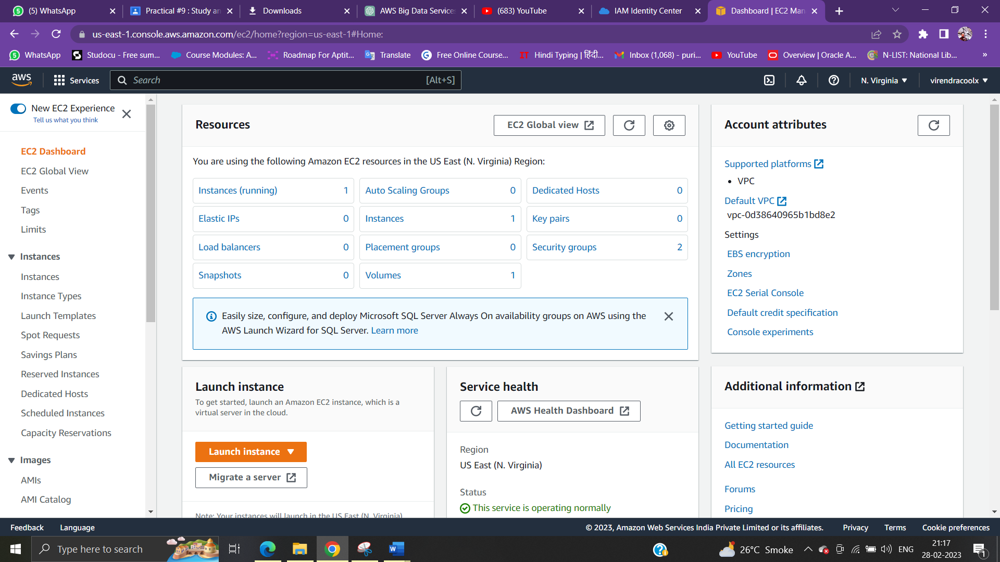 (5) WhatsApp
Practical #9 : Study an
Downloads
AWS Big Data Services
(683) YouTube
IAM Identity Center
Dashboard | EC2 Man
us-east-1.console.aws.amazon.com/ec2/home?region=us-east-1#Home:
WhatsApp
Studocu - Free sum...
Course Modules: A...
Roadmap For Aptit...
Translate
Free Online Course...
Hindi Typing | हिंदी...
Inbox (1,068) - puri...
YouTube
Overview | Oracle A...
N-LIST: National Lib...
»
aws
Services
Search
[Alt+S]
N. Virginia
virendracoolx
New EC2 Experience
Tell us what you think
EC2 Dashboard
EC2 Global View
Events
Tags
Limits
Instances
Instances
Instance Types
Launch Templates
Spot Requests
Savings Plans
Reserved Instances
Dedicated Hosts
Scheduled Instances
Capacity Reservations
Images
AMIs
AMI Catalog
Resources
EC2 Global view
You are using the following Amazon EC2 resources in the US East (N. Virginia) Region:
Instances (running) 1
Auto Scaling Groups 0
Dedicated Hosts 0
Elastic IPs 0
Instances 1
Key pairs 0
Load balancers 0
Placement groups 0
Security groups 2
Snapshots 0
Volumes 1
Easily size, configure, and deploy Microsoft SQL Server Always On availability groups on AWS using the
AWS Launch Wizard for SQL Server. Learn more
Launch instance
To get started, launch an Amazon EC2 instance, which is a
virtual server in the cloud.
Launch instance
Migrate a server
Note: Your instances will launch in the US East (N. Virginia)
Service health
AWS Health Dashboard
Region
US East (N. Virginia)
Status
This service is operating normally
Account attributes
Supported platforms
VPC
Default VPC
vpc-0d38640965b1bd8e2
Settings
EBS encryption
Zones
EC2 Serial Console
Default credit specification
Console experiments
Additional information
Getting started guide
Documentation
All EC2 resources
Forums
Pricing
Feedback
Language
© 2023, Amazon Web Services India Private Limited or its affiliates.
Privacy
Terms
Cookie preferences
Type here to search
26°C Smoke
ENG
21:17
28-02-2023
1